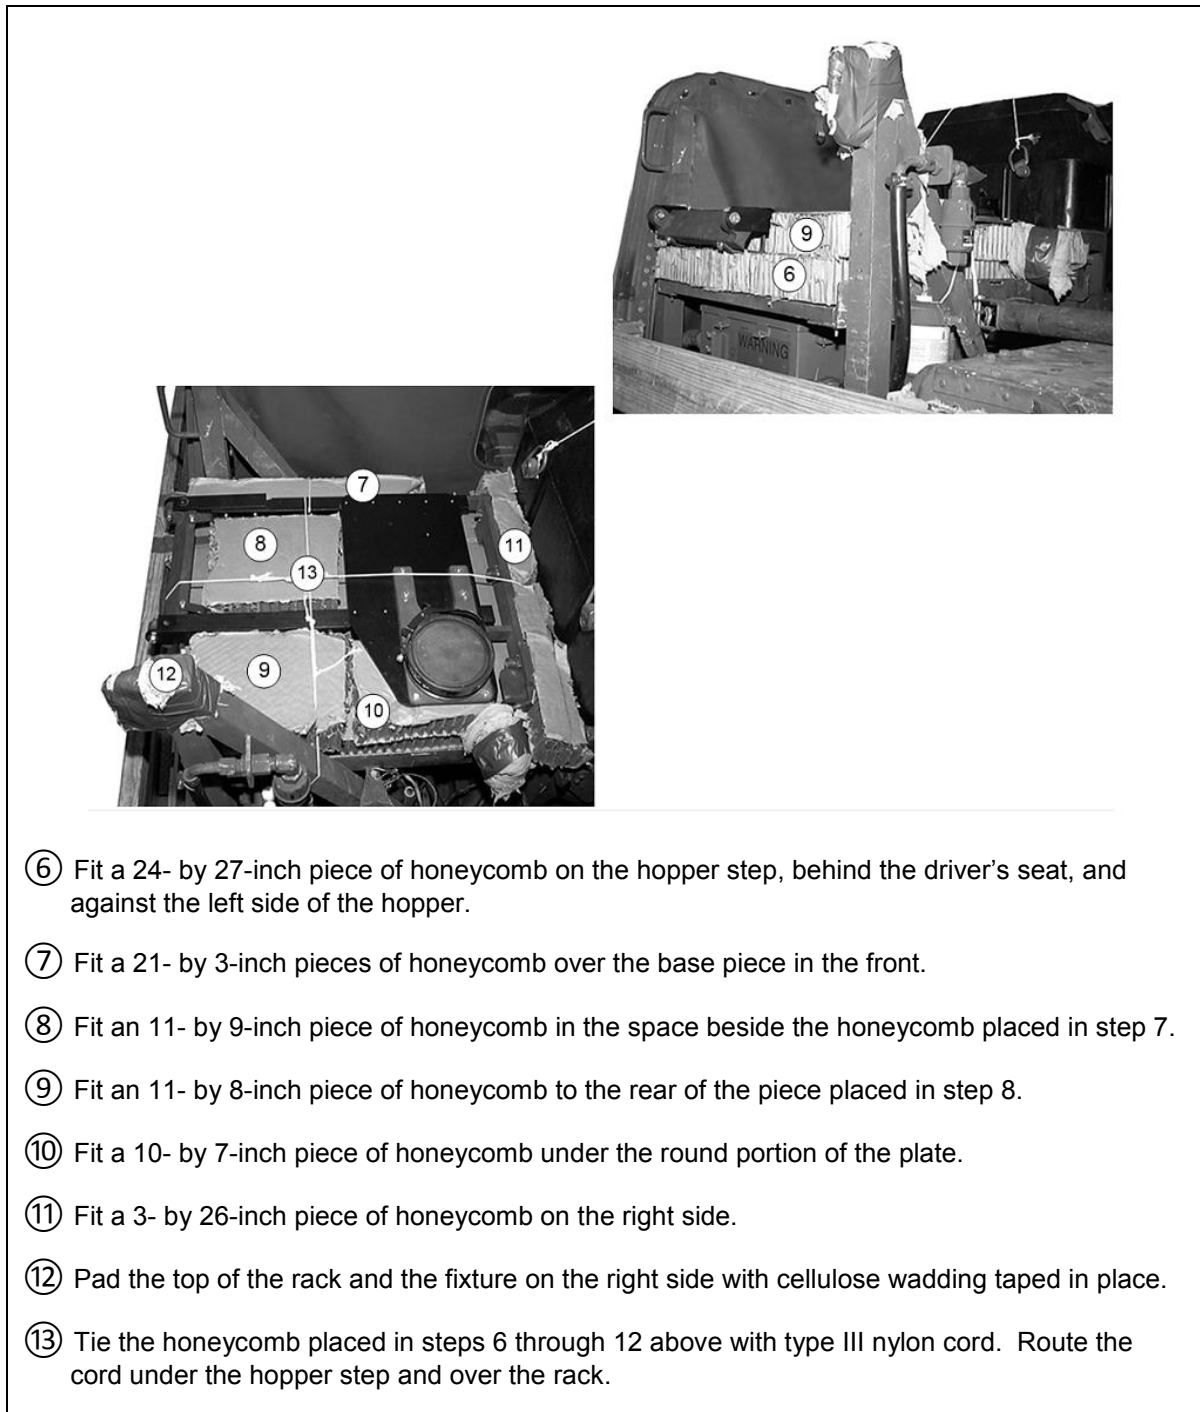 9
6
WARNING
7
8
11
13
9
12
10
⑥ Fit a 24- by 27-inch piece of honeycomb on the hopper step, behind the driver’s seat, and
against the left side of the hopper.
⑦ Fit a 21- by 3-inch pieces of honeycomb over the base piece in the front.
⑧ Fit an 11- by 9-inch piece of honeycomb in the space beside the honeycomb placed in step 7.
⑨ Fit an 11- by 8-inch piece of honeycomb to the rear of the piece placed in step 8.
⑩ Fit a 10- by 7-inch piece of honeycomb under the round portion of the plate.
⑪ Fit a 3- by 26-inch piece of honeycomb on the right side.
⑫ Pad the top of the rack and the fixture on the right side with cellulose wadding taped in place.
⑬ Tie the honeycomb placed in steps 6 through 12 above with type III nylon cord.  Route the
cord under the hopper step and over the rack.